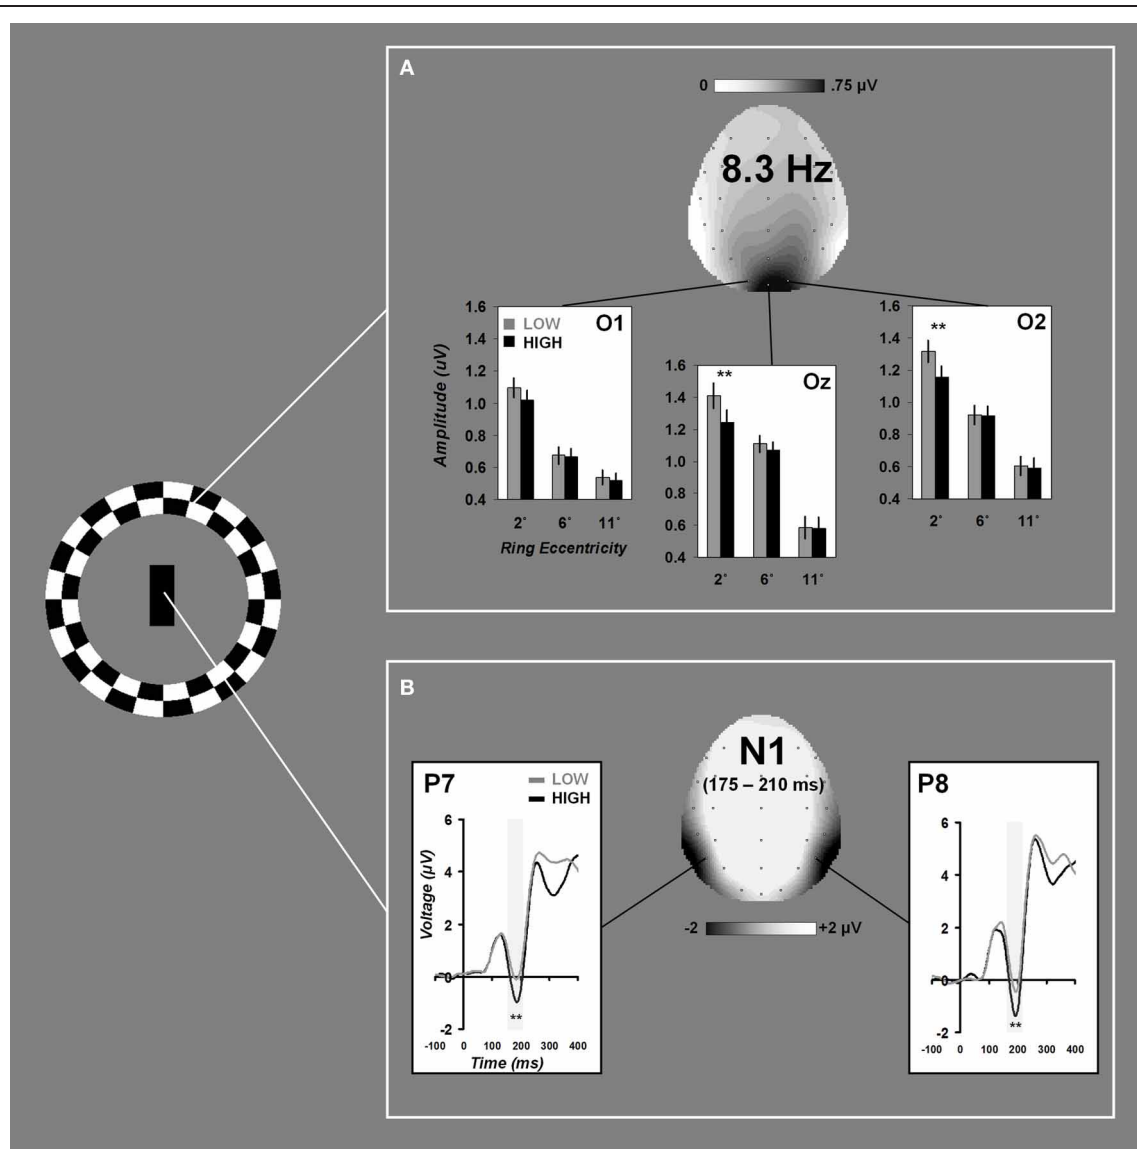 A
0 .75 µV
8.3 Hz
O1
LOW
HIGH
Amplitude (uV)
1.6
1.4
1.2
1.0
0.8
0.6
0.4
2° 6° 11°
Ring Eccentricity
Oz
**
1.6
1.4
1.2
1.0
0.8
0.6
0.4
2° 6° 11°
O2
**
1.6
1.4
1.2
1.0
0.8
0.6
0.4
2° 6° 11°
B
N1
(175 – 210 ms)
-2 +2 µV
P7
LOW
HIGH
Voltage (µV)
6
4
2
0
-2
**
-100 0 100 200 300 400
Time (ms)
P8
6
4
2
0
-2
**
-100 0 100 200 300 400